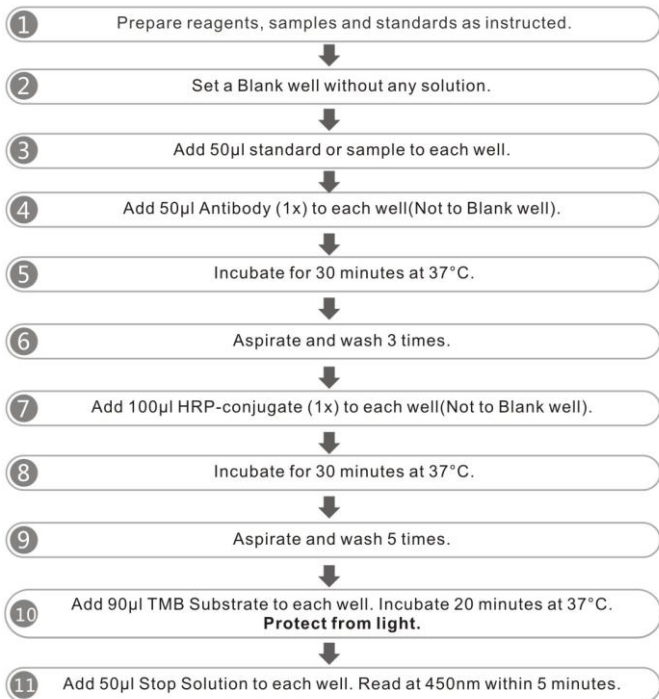 1 Prepare reagents, samples and standards as instructed.
2 Set a Blank well without any solution.
3 Add 50μl standard or sample to each well.
4 Add 50μl Antibody (1x) to each well(Not to Blank well).
5 Incubate for 30 minutes at 37°C.
6 Aspirate and wash 3 times.
7 Add 100μl HRP-conjugate (1x) to each well(Not to Blank well).
8 Incubate for 30 minutes at 37°C.
9 Aspirate and wash 5 times.
10 Add 90μl TMB Substrate to each well. Incubate 20 minutes at 37°C.
Protect from light.
11 Add 50μl Stop Solution to each well. Read at 450nm within 5 minutes.